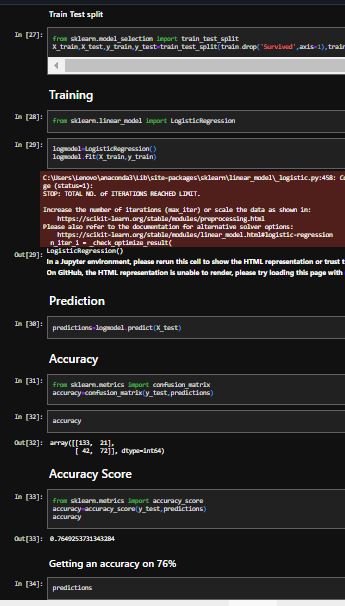 Train Test split
In [27]:
from sklearn.model_selection import train_test_split
X_train,X_test,y_train,y_test=train_test_split(train.drop('Survived',axis=1),trai
Training
In [28]:
from sklearn.linear_model import LogisticRegression
In [29]:
logmodel=LogisticRegression()
logmodel.fit(X_train,y_train)
C:\Users\Lenovo\anaconda3\Lib\site-packages\sklearn\linear_model\_logistic.py:458: Co
ge (status=1):
STOP: TOTAL NO. of ITERATIONS REACHED LIMIT.
Increase the number of iterations (max_iter) or scale the data as shown in:
https://scikit-learn.org/stable/modules/preprocessing.html
Please also refer to the documentation for alternative solver options:
https://scikit-learn.org/stable/modules/linear_model.html#logistic-regression
n_iter_i = _check_optimize_result(
Out[29]: LogisticRegression()
In a Jupyter environment, please rerun this cell to show the HTML representation or trust t
On GitHub, the HTML representation is unable to render, please try loading this page with
Prediction
In [30]:
predictions=logmodel.predict(X_test)
Accuracy
In [31]:
from sklearn.metrics import confusion_matrix
accuracy=confusion_matrix(y_test,predictions)
In [32]:
accuracy
Out[32]: array([[133, 21],
[ 42, 72]], dtype=int64)
Accuracy Score
In [33]:
from sklearn.metrics import accuracy_score
accuracy=accuracy_score(y_test,predictions)
accuracy
Out[33]: 0.7649253731343284
Getting an accuracy on 76%
In [34]:
predictions